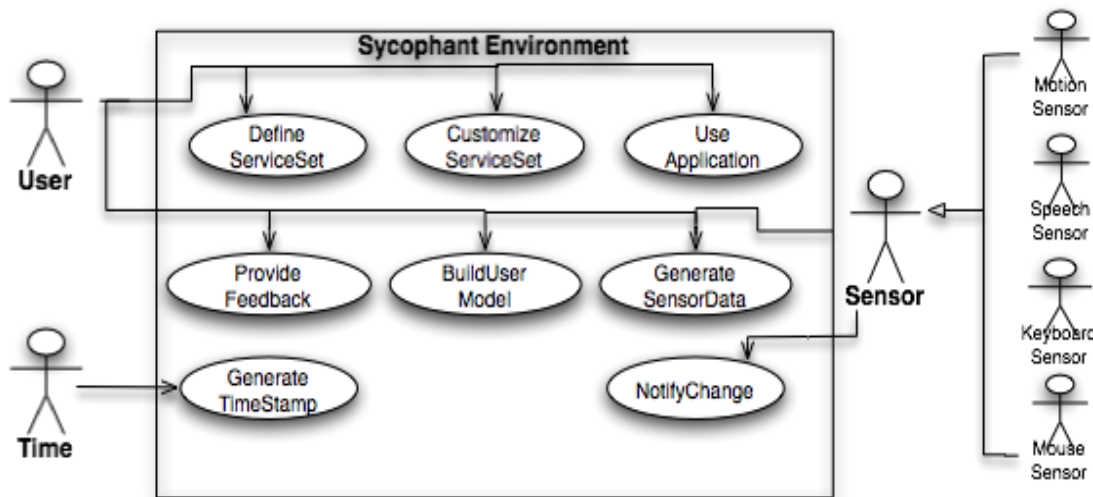 Sycophant Environment
Define
ServiceSet
Customize
ServiceSet
Use
Application
User
Provide
Feedback
BuildUser
Model
Generate
SensorData
Sensor
Generate
TimeStamp
NotifyChange
Time
Motion
Sensor
Speech
Sensor
Keyboard
Sensor
Mouse
Sensor